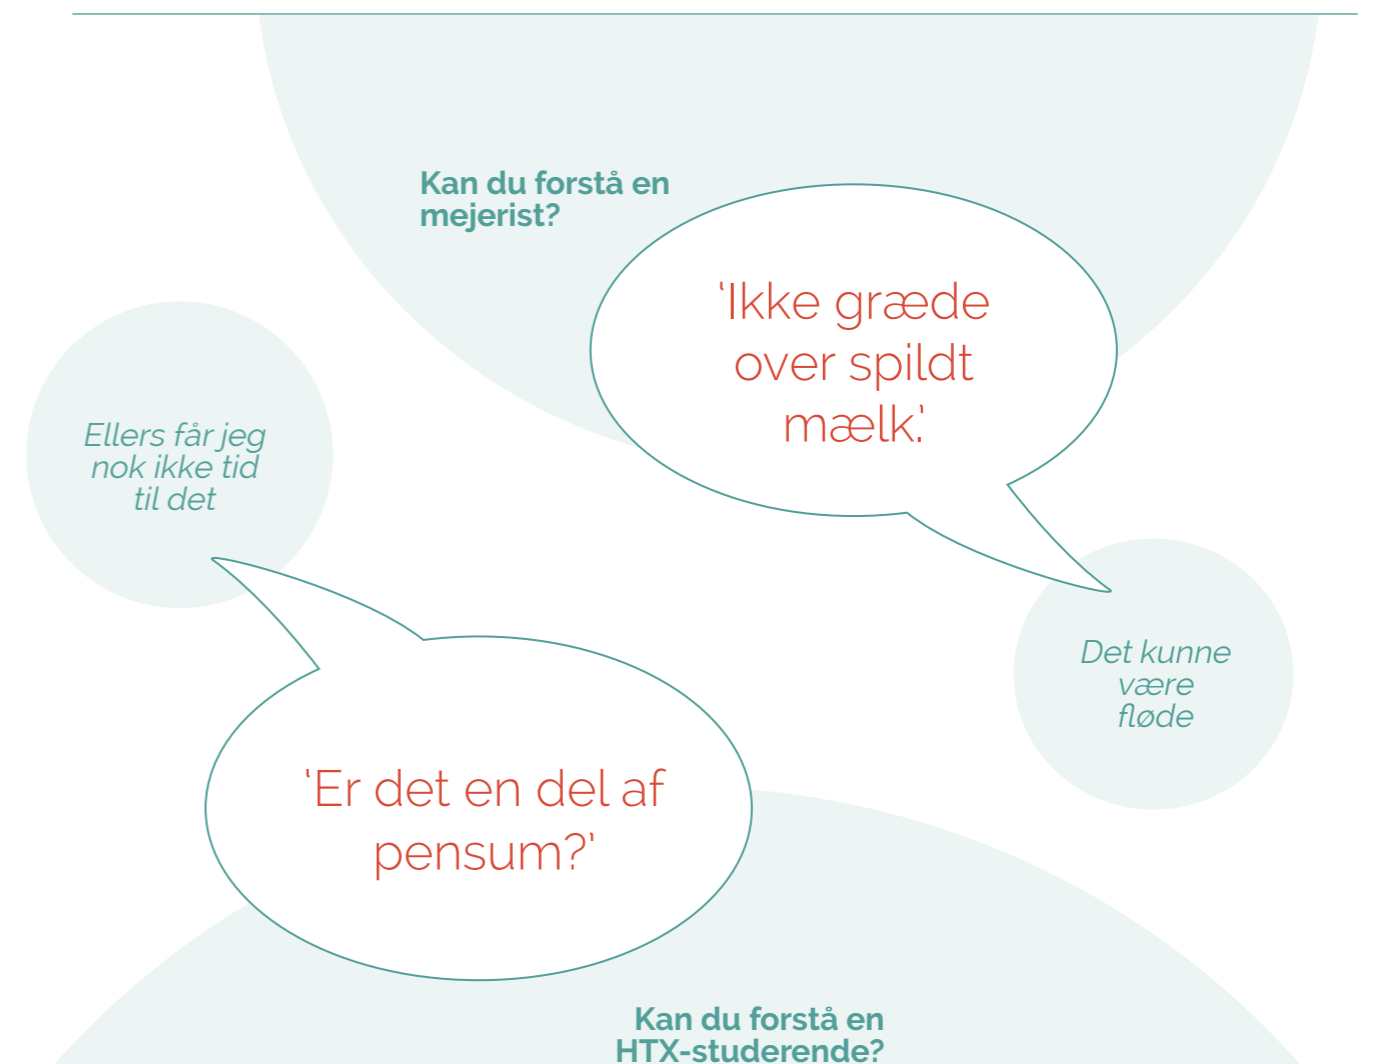 Kan du forstå en
mejerist?
‘Ikke græde
over spildt
mælk.’
Det kunne
være
fløde
Ellers får jeg
nok ikke tid
til det
‘Er det en del af
pensum?’
Kan du forstå en
HTX-studerende?